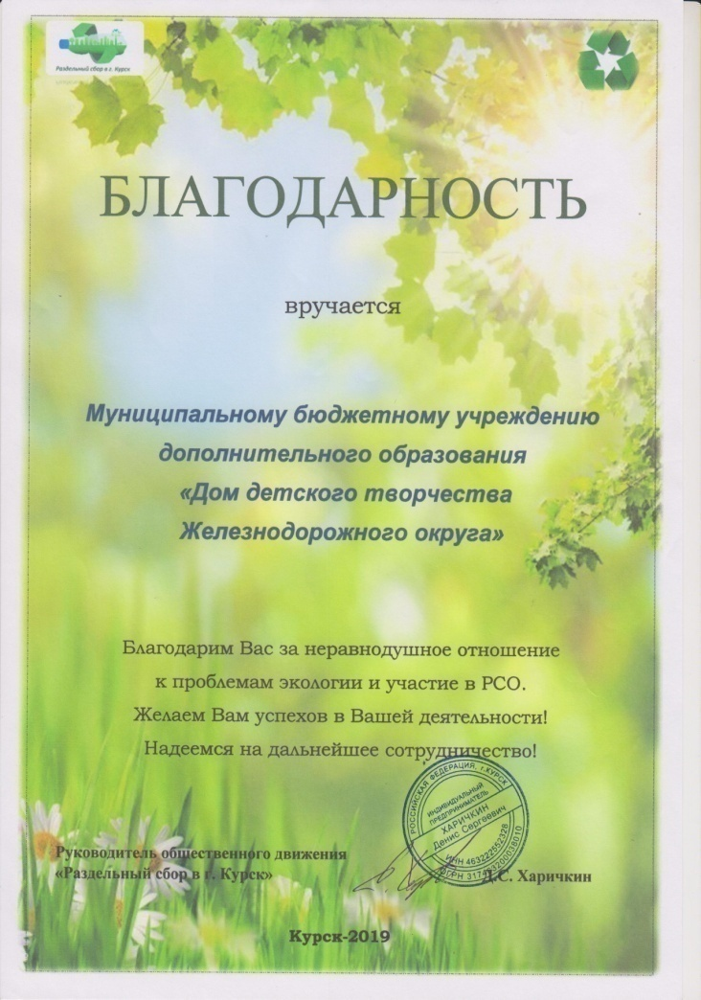 Раздельный сбор в г. Курск
БЛАГОДАРНОСТЬ
вручается
Муниципальному бюджетному учреждению
дополнительного образования
«Дом детского творчества
Железнодорожного округа»
Благодарим Вас за неравнодушное отношение
к проблемам экологии и участие в РСО.
Желаем Вам успехов в Вашей деятельности!
Надеемся на дальнейшее сотрудничество!
РОССИЙСКАЯ ФЕДЕРАЦИЯ, г.КУРСК
ИНДИВИДУАЛЬНЫЙ
ПРЕДПРИНИМАТЕЛЬ
ХАРИЧКИН
Денис Сергеевич
ИНН 463222552328
ОГРН
Руководитель общественного движения
«Раздельный сбор в г. Курск»
Д.С. Харичкин
Курск-2019